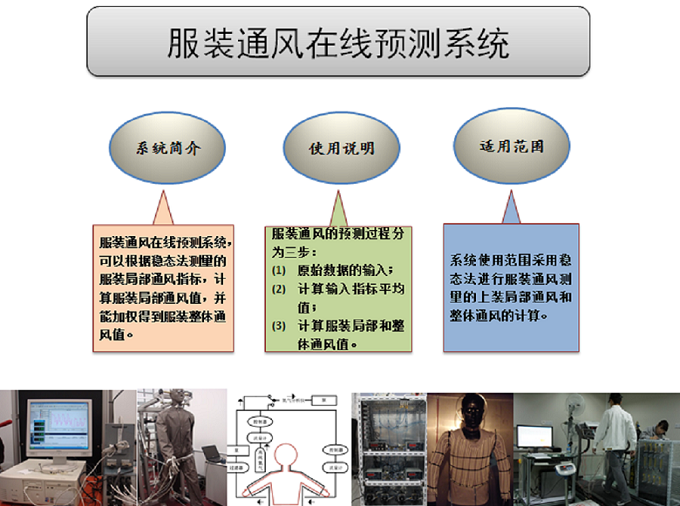 服装通风在线预测系统
系统简介
使用说明
适用范围
服装通风在线预测系统，
可以根据稳态法测里的
服装局部通风指标，计
算服装局部通风值，并
能加权得到服装整体通
风值。
服装通风的预测过程分
为三步：
(1) 原始数据的输入；
(2) 计算输入指标平均
值；
(3) 计算服装局部和整
体通风值。
系统使用范围采用稳
态法进行服装通风测
里的上装局部通风和
整体通风的计算。